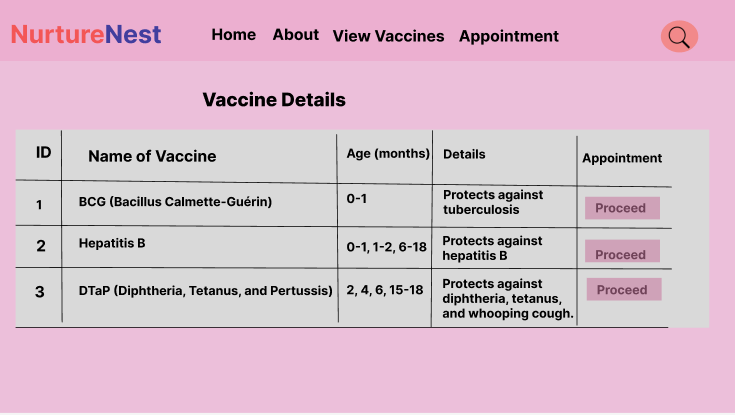 NurtureNest
Home About View Vaccines Appointment
Vaccine Details
ID Name of Vaccine Age (months) Details Appointment
1 BCG (Bacillus Calmette-Guérin) 0-1 Protects against
tuberculosis
Proceed
2 Hepatitis B 0-1, 1-2, 6-18 Protects against
hepatitis B
Proceed
3 DTaP (Diphtheria, Tetanus, and Pertussis) 2, 4, 6, 15-18 Protects against
diphtheria, tetanus,
and whooping cough.
Proceed